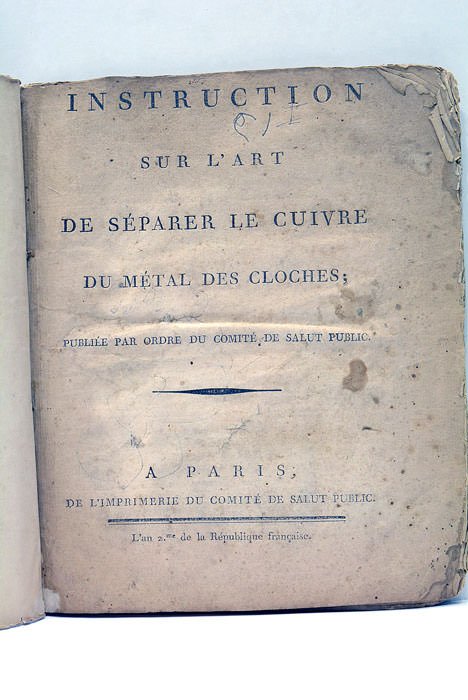 INSTRUCTION
SUR L'ART
DE SÉPARER LE CUIVRE
DU MÉTAL DES CLOCHES;
PUBLIÉE PAR ORDRE DU COMITÉ DE SALUT PUBLIC.
A PARIS,
DE L'IMPRIMERIE DU COMITÉ DE SALUT PUBLIC.
L'an 2.me de la République française.